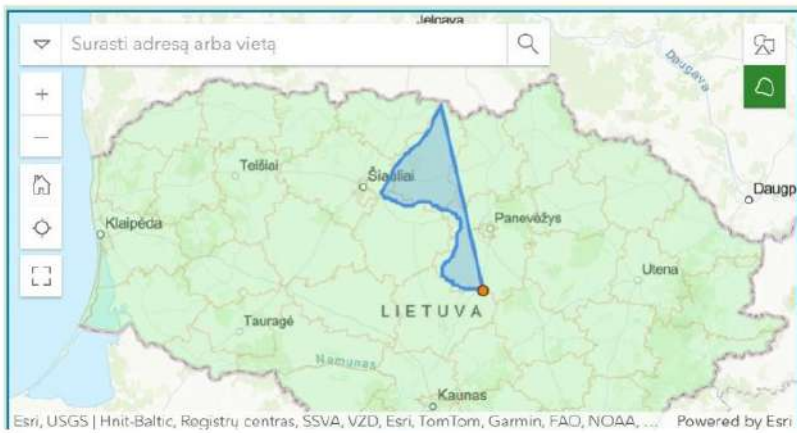 Jelgava
Surasti adresą arba vietą
Daugava
+
−
Telšiai
Šiauliai
Klaipėda
Panevėžys
Daugp
Utena
LIETUVA
Tauragė
Nemunas
Kaunas
Esri, USGS | Hnit-Baltic, Registrų centras, SSVA, VZD, Esri, TomTom, Garmin, FAO, NOAA, ... Powered by Esri